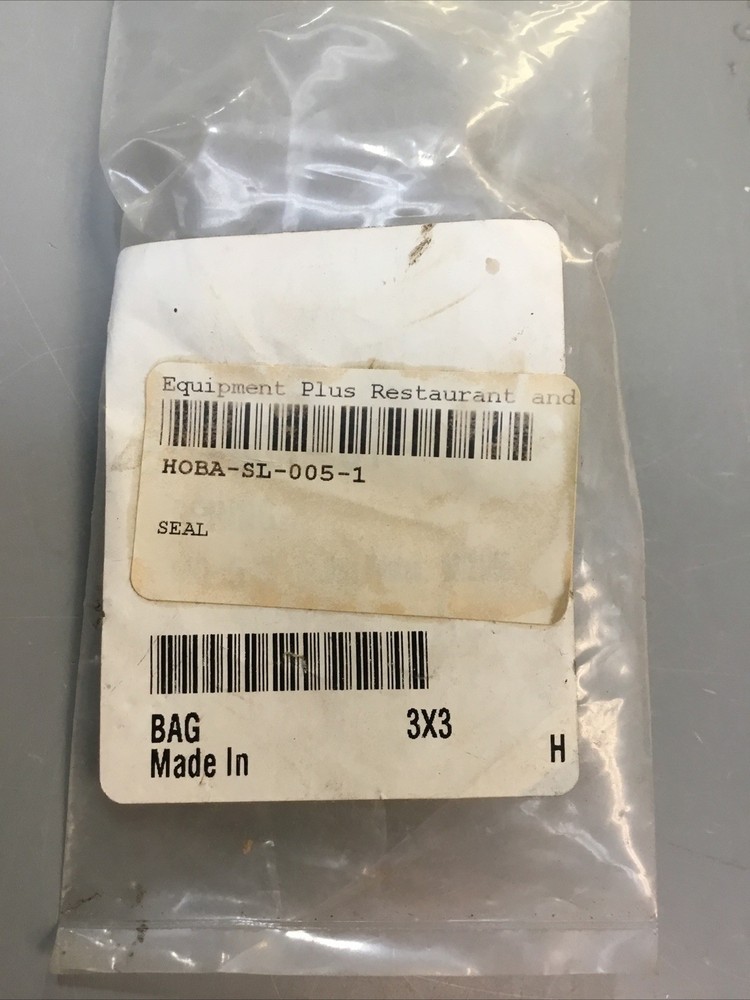 Equipment Plus Restaurant and
HOBA-SL-005-1
SEAL
BAG 3X3
Made In H